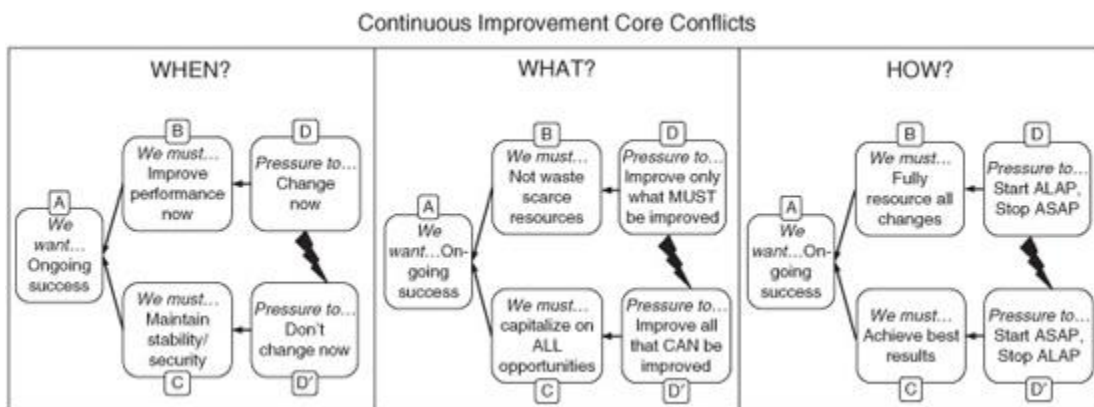 Continuous Improvement Core Conflicts
WHEN?
B
We must...
Improve
performance
now
D
Pressure to...
Change
now
A
We
want...
Ongoing
success
We must...
Maintain
stability/
security
C
Pressure to...
Don't
change now
D'
WHAT?
B
We must...
Not waste
scarce
resources
D
Pressure to...
Improve only
what MUST
be improved
A
We
want...On-
going
success
We must...
capitalize on
ALL
opportunities
C
Pressure to...
Improve all
that CAN be
improved
D'
HOW?
B
We must...
Fully
resource all
changes
D
Pressure to...
Start ALAP,
Stop ASAP
A
We
want...On-
going
success
We must...
Achieve best
results
C
Pressure to...
Start ASAP,
Stop ALAP
D'